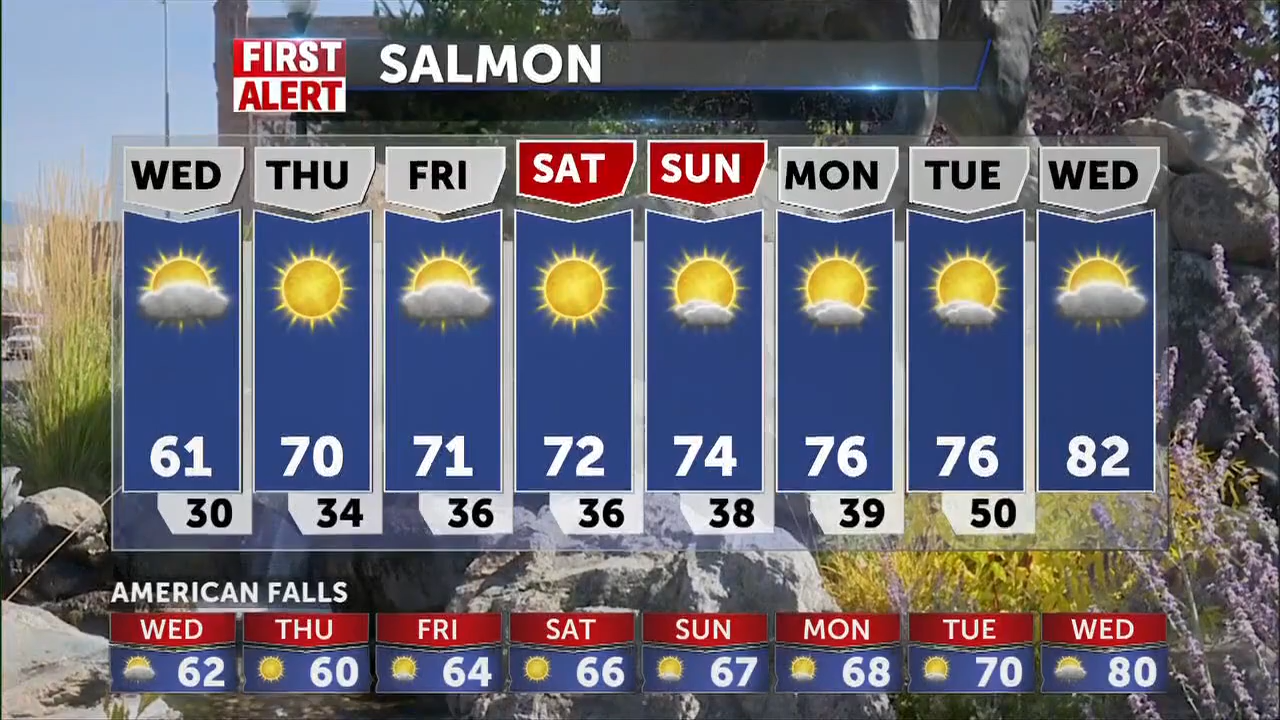 FIRST
ALERT
SALMON
WED THU FRI SAT SUN MON TUE WED
61 70 71 72 74 76 76 82
30 34 36 36 38 39 50
AMERICAN FALLS
WED THU FRI SAT SUN MON TUE WED
62 60 64 66 67 68 70 80